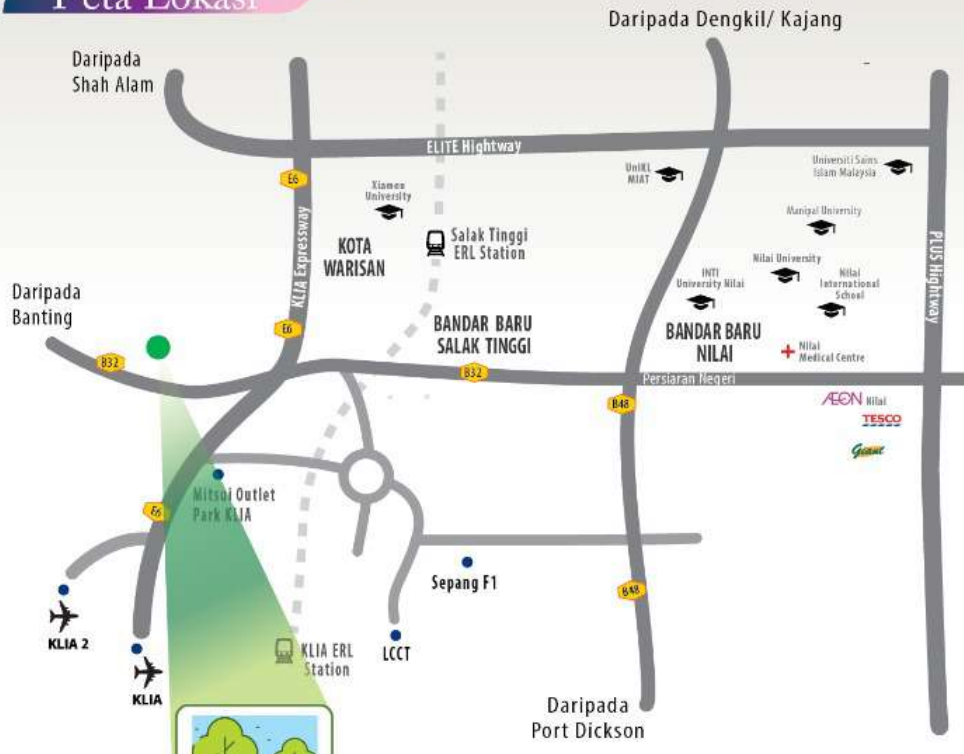 Peta Lokasi
Daripada Dengkil/ Kajang
Daripada
Shah Alam
ELITE Hightway
E6
Xiamen
University
UniKL
MIAT
Universiti Sains
Islam Malaysia
Manipal University
KLIA Expressway
KOTA
WARISAN
Salak Tinggi
ERL Station
Nilai University
INTI
University Nilai
Nilai
International
School
PLUS Hightway
Daripada
Banting
E6
BANDAR BARU
SALAK TINGGI
BANDAR BARU
NILAI
Nilai
Medical Centre
B32
B32
Persiaran Negeri
B48
ÆON Nilai
TESCO
Giant
Mitsui Outlet
Park KLIA
E6
Sepang F1
B48
KLIA 2
KLIA ERL
Station
LCCT
KLIA
Daripada
Port Dickson